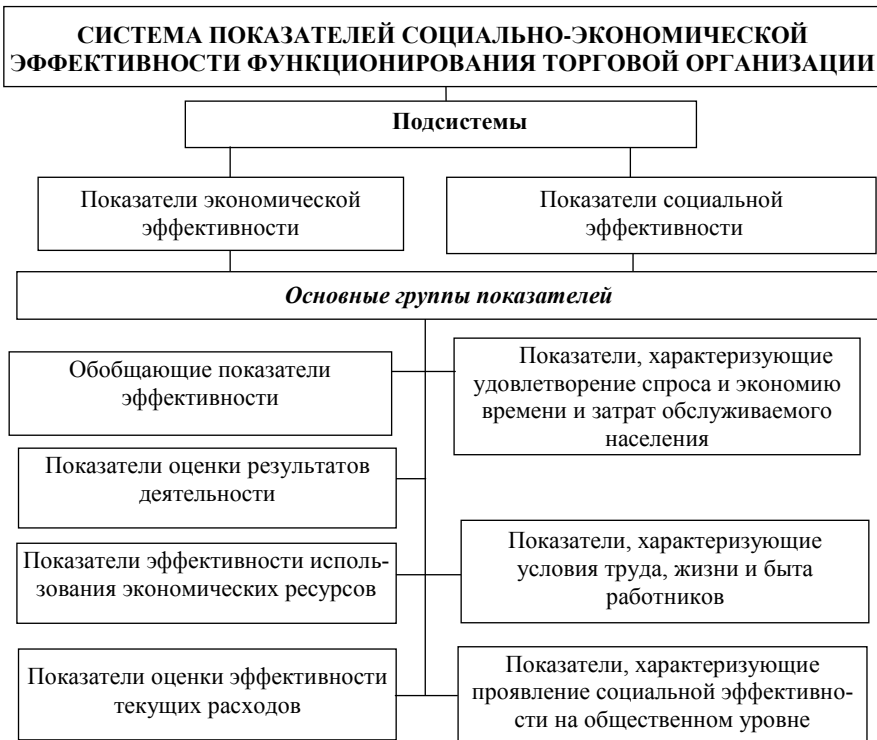 СИСТЕМА ПОКАЗАТЕЛЕЙ СОЦИАЛЬНО-ЭКОНОМИЧЕСКОЙ
ЭФФЕКТИВНОСТИ ФУНКЦИОНИРОВАНИЯ ТОРГОВОЙ ОРГАНИЗАЦИИ
Подсистемы
Показатели экономической
эффективности
Показатели социальной
эффективности
Основные группы показателей
Обобщающие показатели
эффективности
Показатели, характеризующие
удовлетворение спроса и экономию
времени и затрат обслуживаемого
населения
Показатели оценки результатов
деятельности
Показатели эффективности исполь-
зования экономических ресурсов
Показатели, характеризующие
условия труда, жизни и быта
работников
Показатели оценки эффективности
текущих расходов
Показатели, характеризующие
проявление социальной эффективно-
сти на общественном уровне